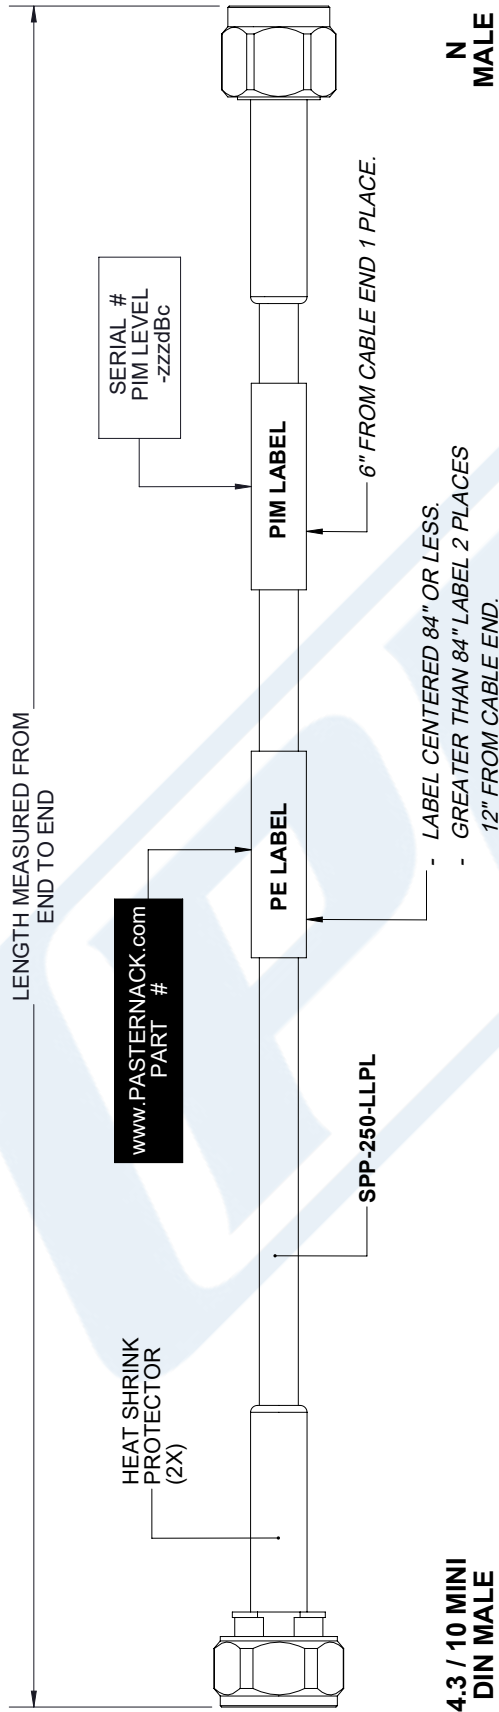 LENGTH MEASURED FROM
END TO END
HEAT SHRINK
PROTECTOR
(2X)
www.PASTERNACK.com
PART #
SERIAL #
PIM LEVEL
-zzzdBc
PE LABEL
PIM LABEL
SPP-250-LLPL
6" FROM CABLE END 1 PLACE.
- LABEL CENTERED 84" OR LESS.
- GREATER THAN 84" LABEL 2 PLACES
12" FROM CABLE END.
4.3 / 10 MINI
DIN MALE
N
MALE